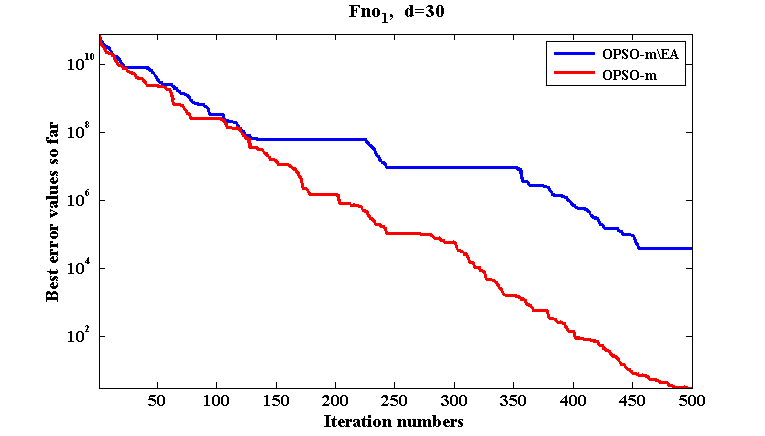 Fno1, d=30
OPSO-m\EA
OPSO-m
Best error values so far
10^10
10^8
10^6
10^4
10^2
50 100 150 200 250 300 350 400 450 500
Iteration numbers